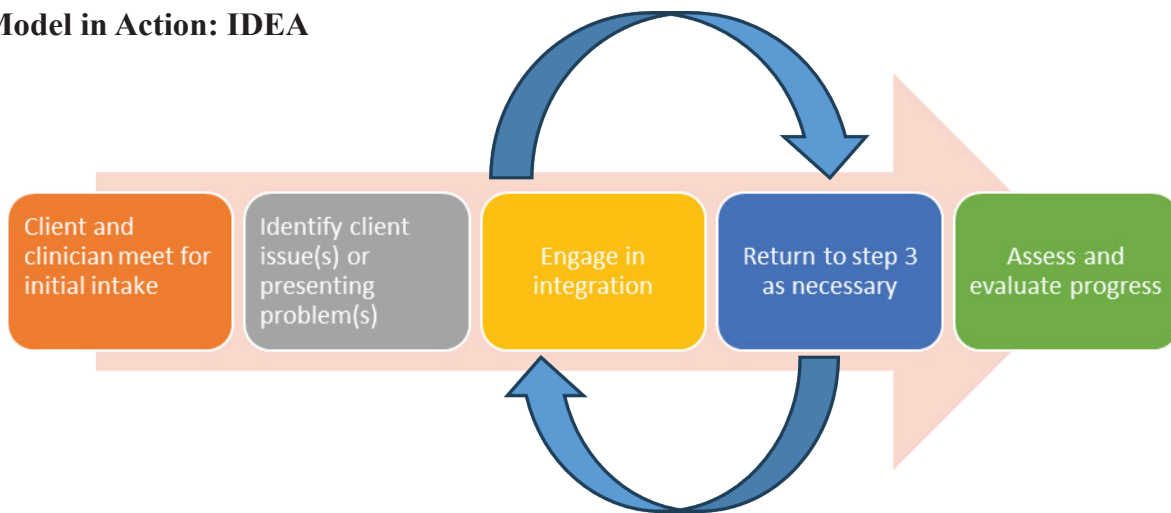 Model in Action: IDEA
Client and
clinician meet for
initial intake
Identify client
issue(s) or
presenting
problem(s)
Engage in
integration
Return to step 3
as necessary
Assess and
evaluate progress